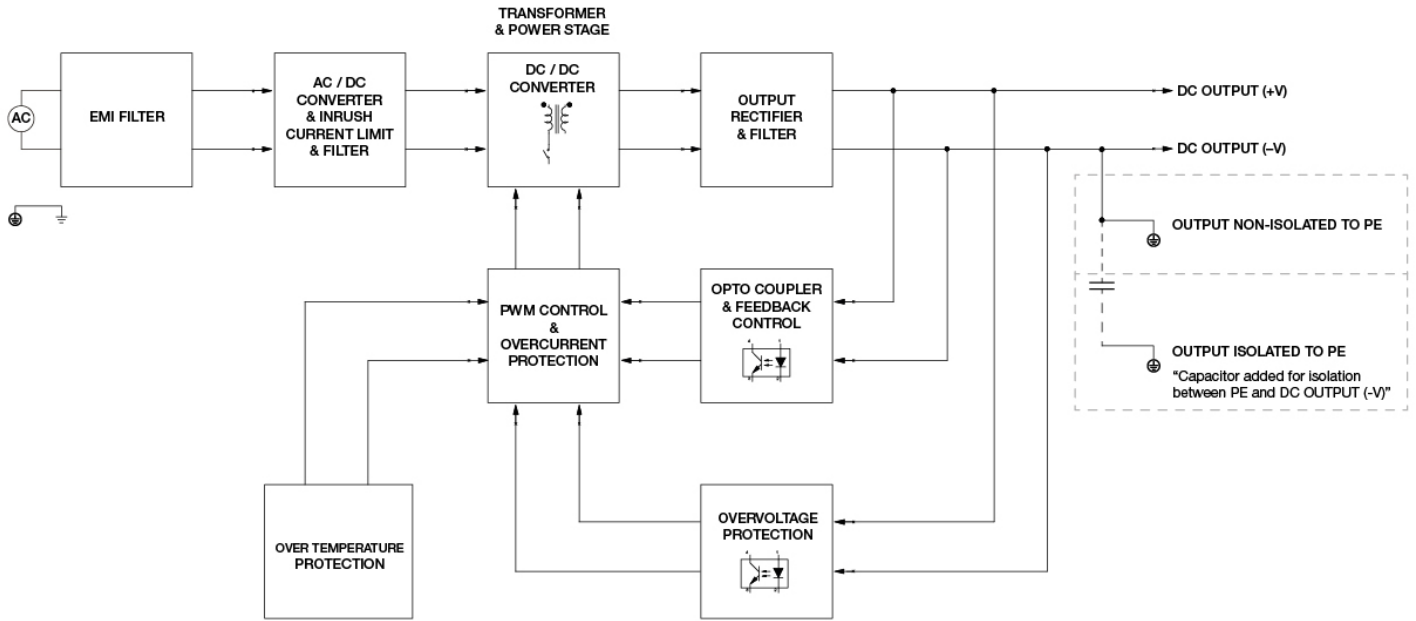 TRANSFORMER
& POWER STAGE
AC
EMI FILTER
AC / DC
CONVERTER
& INRUSH
CURRENT LIMIT
& FILTER
DC / DC
CONVERTER
OUTPUT
RECTIFIER
& FILTER
DC OUTPUT (+V)
DC OUTPUT (–V)
OUTPUT NON-ISOLATED TO PE
PWM CONTROL
&
OVERCURRENT
PROTECTION
OPTO COUPLER
& FEEDBACK
CONTROL
OUTPUT ISOLATED TO PE
“Capacitor added for isolation
between PE and DC OUTPUT (-V)”
OVER TEMPERATURE
PROTECTION
OVERVOLTAGE
PROTECTION